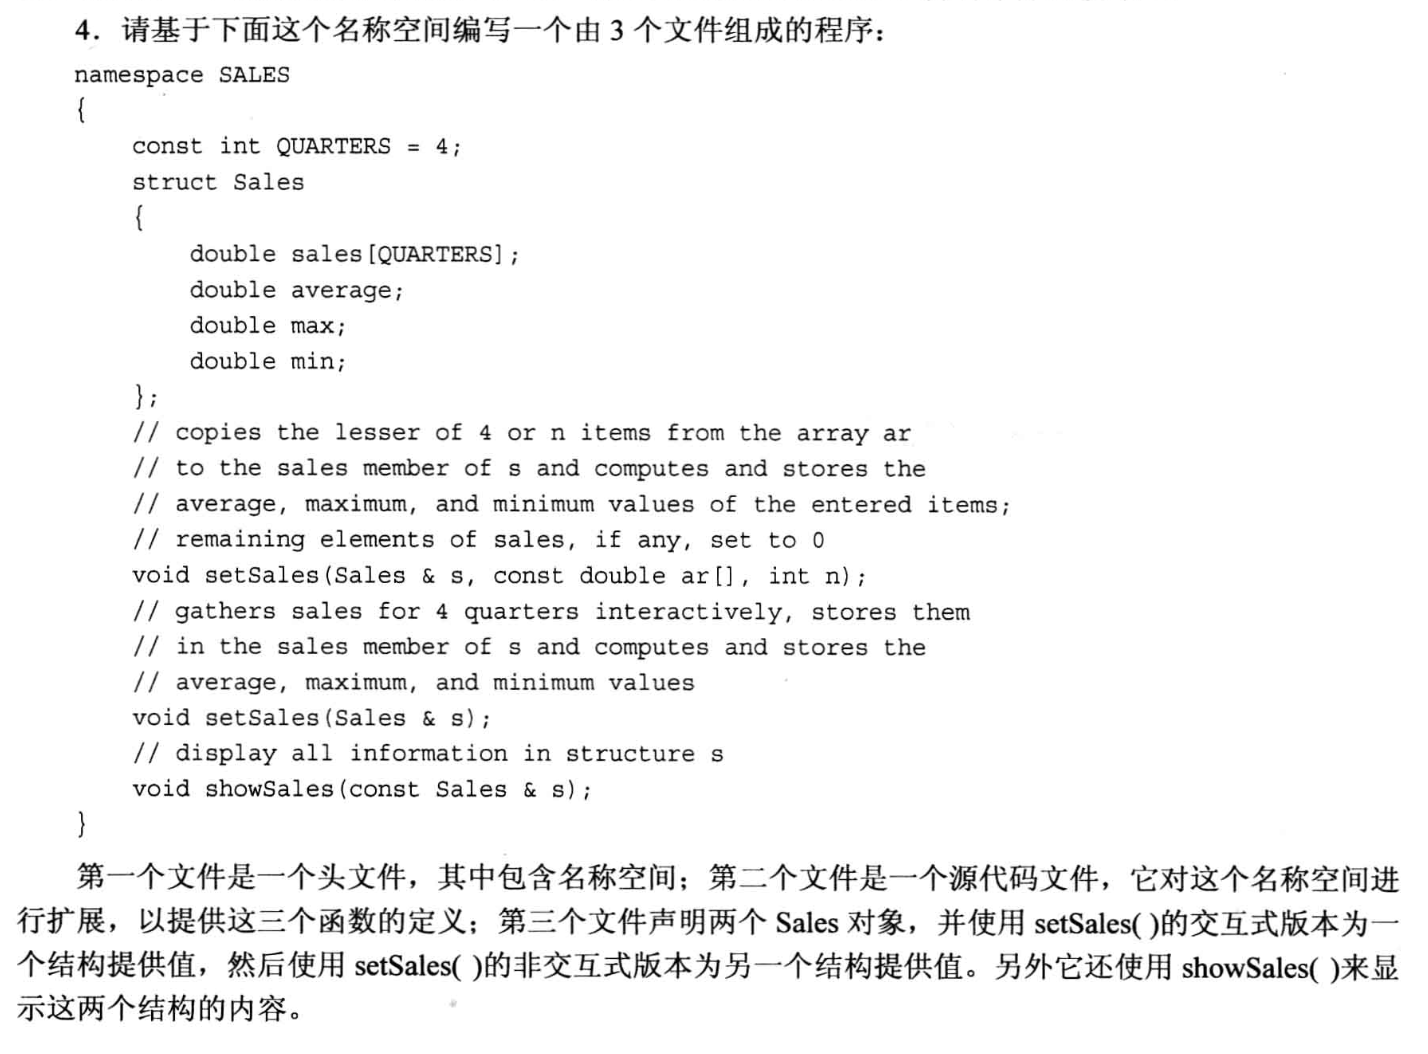 4．请基于下面这个名称空间编写一个由 3 个文件组成的程序：
namespace SALES
{
    const int QUARTERS = 4;
    struct Sales
    {
        double sales[QUARTERS];
        double average;
        double max;
        double min;
    };
    // copies the lesser of 4 or n items from the array ar
    // to the sales member of s and computes and stores the
    // average, maximum, and minimum values of the entered items;
    // remaining elements of sales, if any, set to 0
    void setSales(Sales & s, const double ar[], int n);
    // gathers sales for 4 quarters interactively, stores them
    // in the sales member of s and computes and stores the
    // average, maximum, and minimum values
    void setSales(Sales & s);
    // display all information in structure s
    void showSales(const Sales & s);
}
第一个文件是一个头文件，其中包含名称空间；第二个文件是一个源代码文件，它对这个名称空间进
行扩展，以提供这三个函数的定义；第三个文件声明两个 Sales 对象，并使用 setSales( )的交互式版本为一
个结构提供值，然后使用 setSales( )的非交互式版本为另一个结构提供值。另外它还使用 showSales( )来显
示这两个结构的内容。